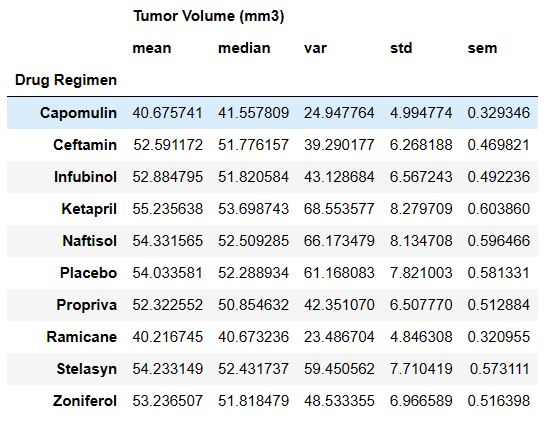 Tumor Volume (mm3)
mean median var std sem
Drug Regimen
Capomulin 40.675741 41.557809 24.947764 4.994774 0.329346
Ceftamin 52.591172 51.776157 39.290177 6.268188 0.469821
Infubinol 52.884795 51.820584 43.128684 6.567243 0.492236
Ketapril 55.235638 53.698743 68.553577 8.279709 0.603860
Naftisol 54.331565 52.509285 66.173479 8.134708 0.596466
Placebo 54.033581 52.288934 61.168083 7.821003 0.581331
Propriva 52.322552 50.854632 42.351070 6.507770 0.512884
Ramicane 40.216745 40.673236 23.486704 4.846308 0.320955
Stelasyn 54.233149 52.431737 59.450562 7.710419 0.573111
Zoniferol 53.236507 51.818479 48.533355 6.966589 0.516398